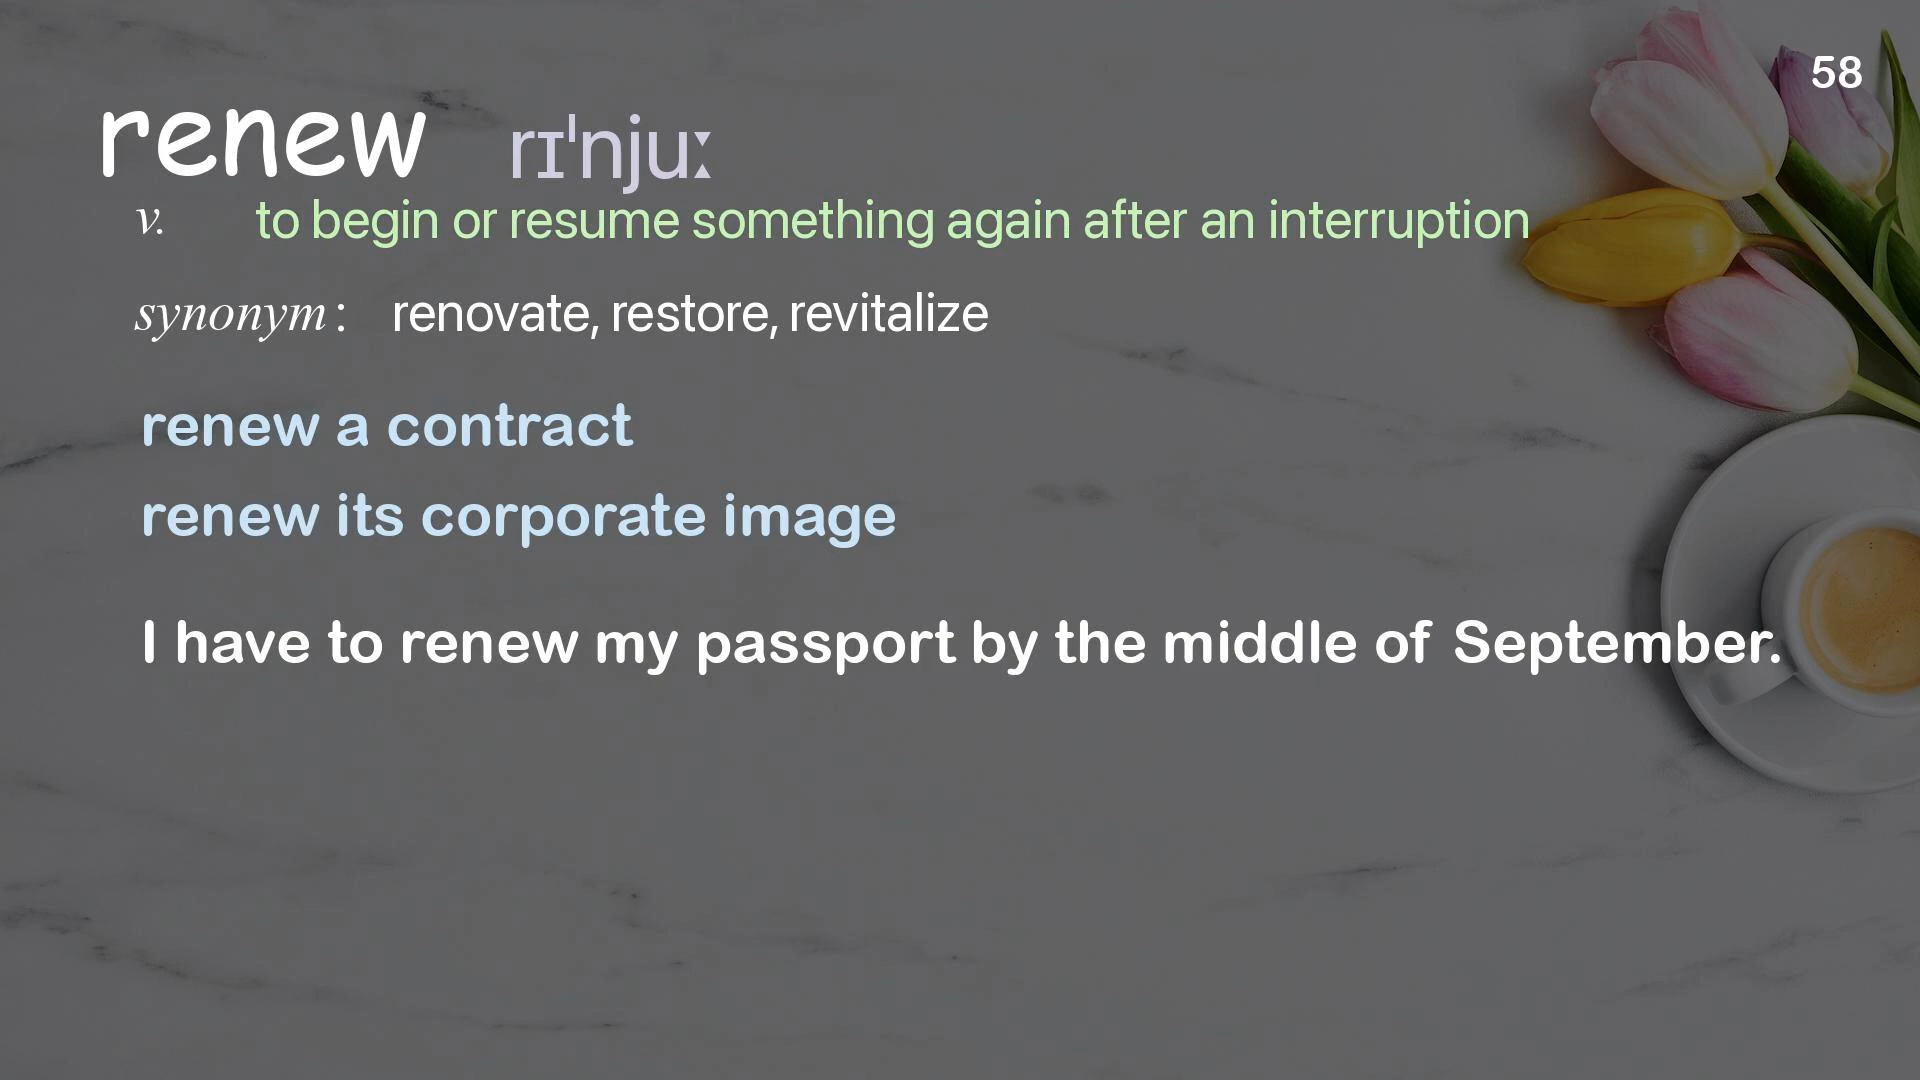 58
renew rɪˈnjuː
v. to begin or resume something again after an interruption
synonym : renovate, restore, revitalize
renew a contract
renew its corporate image
I have to renew my passport by the middle of September.